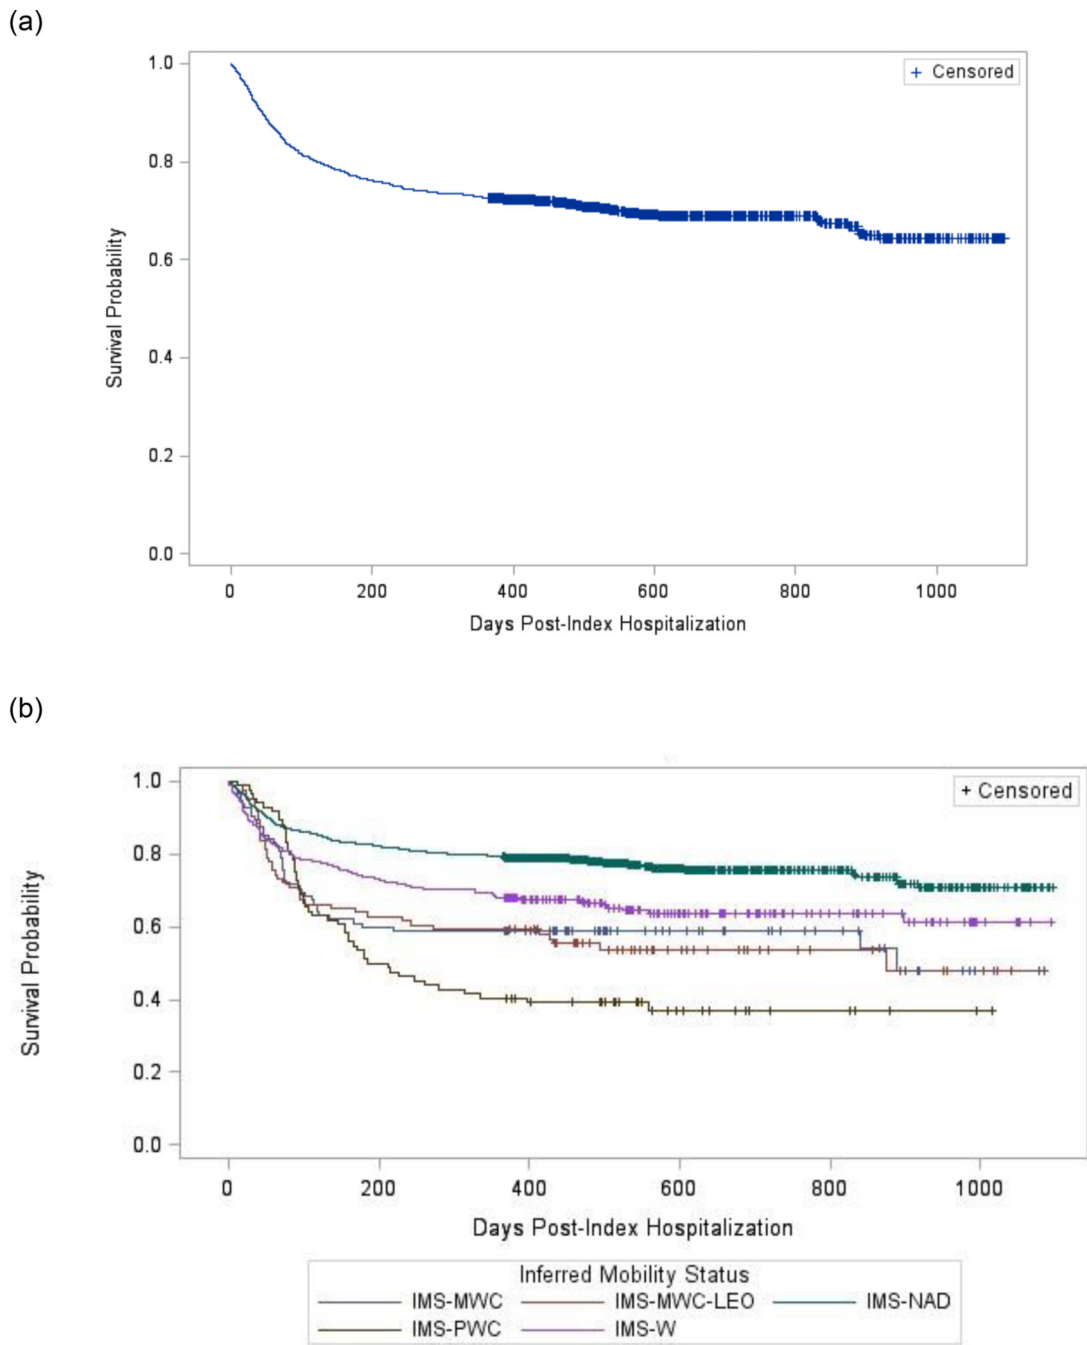 (a)
+ Censored
1.0
0.8
0.6
0.4
0.2
0.0
Survival Probability
0 200 400 600 800 1000
Days Post-Index Hospitalization
(b)
+ Censored
1.0
0.8
0.6
0.4
0.2
0.0
Survival Probability
0 200 400 600 800 1000
Days Post-Index Hospitalization
Inferred Mobility Status
IMS-MWC IMS-MWC-LEO IMS-NAD
IMS-PWC IMS-W